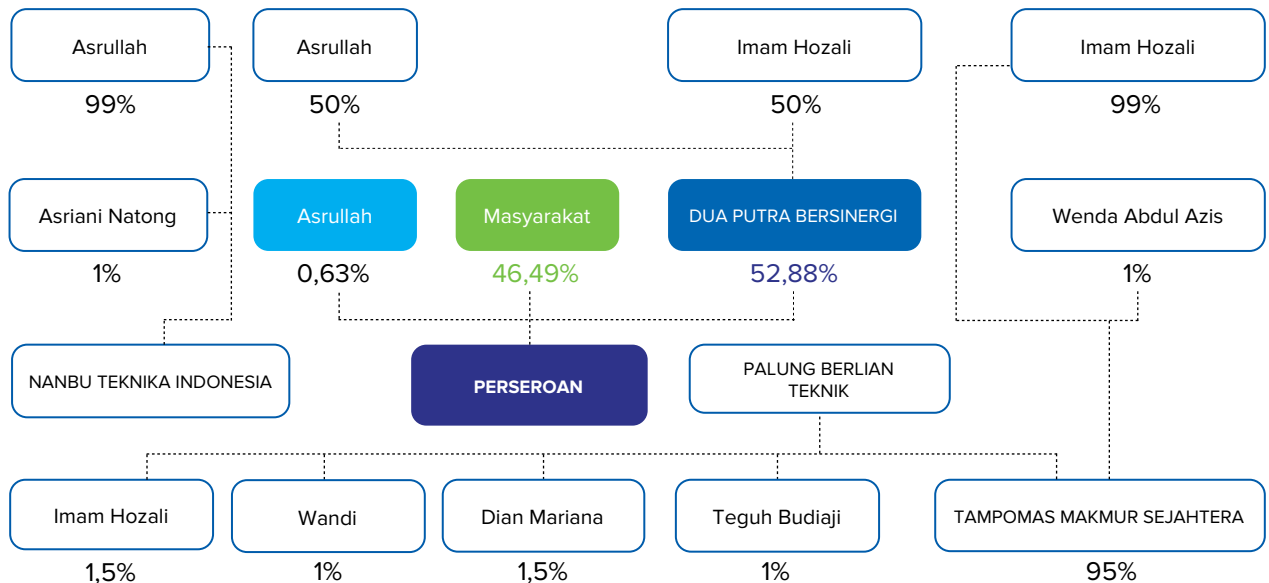 Asrullah
Asrullah
Imam Hozali
Imam Hozali
99%
50%
50%
99%
Asriani Natong
Asrullah
Masyarakat
DUA PUTRA BERSINERGI
Wenda Abdul Azis
1%
0,63%
46,49%
52,88%
1%
NANBU TEKNIKA INDONESIA
PERSEROAN
PALUNG BERLIAN
TEKNIK
Imam Hozali
Wandi
Dian Mariana
Teguh Budiaji
TAMPOMAS MAKMUR SEJAHTERA
1,5%
1%
1,5%
1%
95%